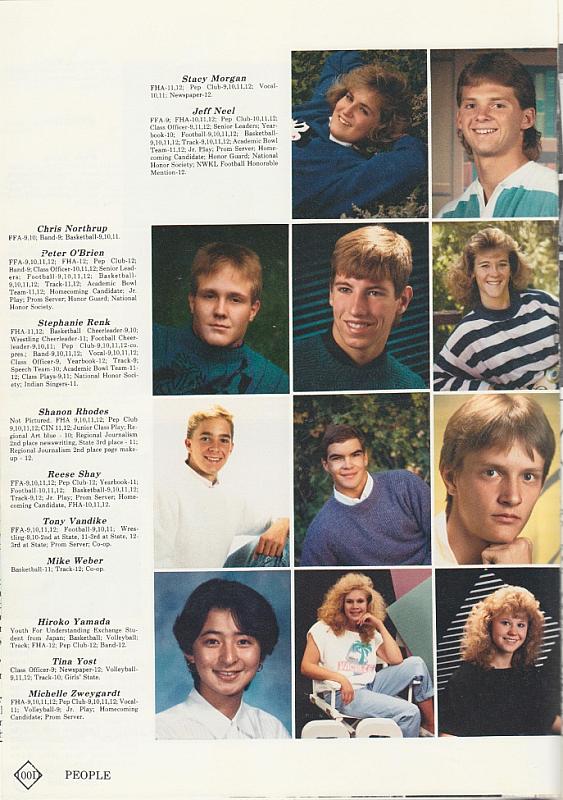 Stacy Morgan
FHA-11,12; Pep Club-9,10,11,12; Vocal-
10,11; Newspaper-12.
Jeff Neel
FFA-9; FHA-10,11,12; Pep Club-10,11,12;
Class Officer-9,11,12; Senior Leaders; Year-
book-10; Football-9,10,11,12; Basketball-
9,10,11,12; Track-9,10,11,12; Academic Bowl
Team-11,12; Jr. Play; Prom Server; Home-
coming Candidate; Honor Guard; National
Honor Society; NWKL Football Honorable
Mention-12.
Chris Northrup
FFA-9,10; Band-9; Basketball-9,10,11.
Peter O'Brien
FFA-9,10,11,12; FHA-12; Pep Club-12;
Band-9; Class Officer-10,11,12; Senior Lead-
ers; Football-9,10,11,12; Basketball-
9,10,11,12; Track-11,12; Academic Bowl
Team-11,12; Homecoming Candidate; Jr.
Play; Prom Server; Honor Guard; National
Honor Society.
Stephanie Renk
FHA-11,12; Basketball Cheerleader-9,10;
Wrestling Cheerleader-11; Football Cheer-
leader-9,10,11; Pep Club-9,10,11,12-co.
pres.; Band-9,10,11,12; Vocal-9,10,11,12;
Class Officer-9, Yearbook-12; Track-9;
Speech Team-10; Academic Bowl Team-11-
12; Class Plays-9,11; National Honor Soci-
ety; Indian Singers-11.
Shanon Rhodes
Not Pictured. FHA 9,10,11,12; Pep Club
9,10,11,12; CIN 11,12; Junior Class Play; Re-
gional Art blue - 10; Regional Journalism
2nd place newswriting, State 3rd place - 11;
Regional Journalism 2nd place page make-
up - 12.
Reese Shay
FFA-9,10,11,12; Pep Club-12; Yearbook-11;
Football-10,11,12; Basketball-9,10,11,12;
Track-9,12; Jr. Play; Prom Server; Home-
coming Candidate, FHA-10,11,12.
Tony Vandike
FFA-9,10,11,12; Football-9,10,11; Wres-
tling-9,10-2nd at State, 11-3rd at State, 12-
3rd at State; Prom Server; Co-op.
Mike Weber
Basketball-11; Track-12; Co-op.
Hiroko Yamada
Youth For Understanding Exchange Stu-
dent from Japan; Basketball; Volleyball;
Track; FHA-12; Pep Club-12; Band-12.
Tina Yost
Class Officer-9; Newspaper-12; Volleyball-
9,11,12; Track-10; Girls' State.
Michelle Zweygardt
FHA-9,10,11,12; Pep Club-9,10,11,12; Vocal-
11; Volleyball-9; Jr. Play; Homecoming
Candidate; Prom Server.
PEOPLE